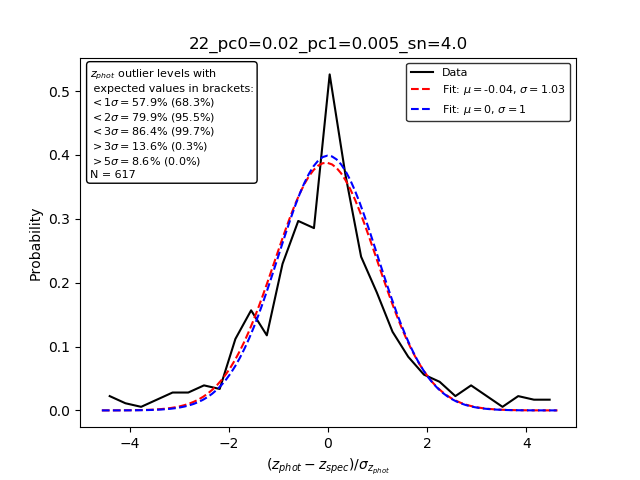 22_pc0=0.02_pc1=0.005_sn=4.0
z_phot outlier levels with
expected values in brackets:
< 1σ = 57.9% (68.3%)
< 2σ = 79.9% (95.5%)
< 3σ = 86.4% (99.7%)
> 3σ = 13.6% (0.3%)
> 5σ = 8.6% (0.0%)
N = 617
Data
Fit: μ = -0.04, σ = 1.03
Fit: μ = 0, σ = 1
Probability
0.5
0.4
0.3
0.2
0.1
0.0
−4 −2 0 2 4
(z_phot − z_spec)/σ_z_phot